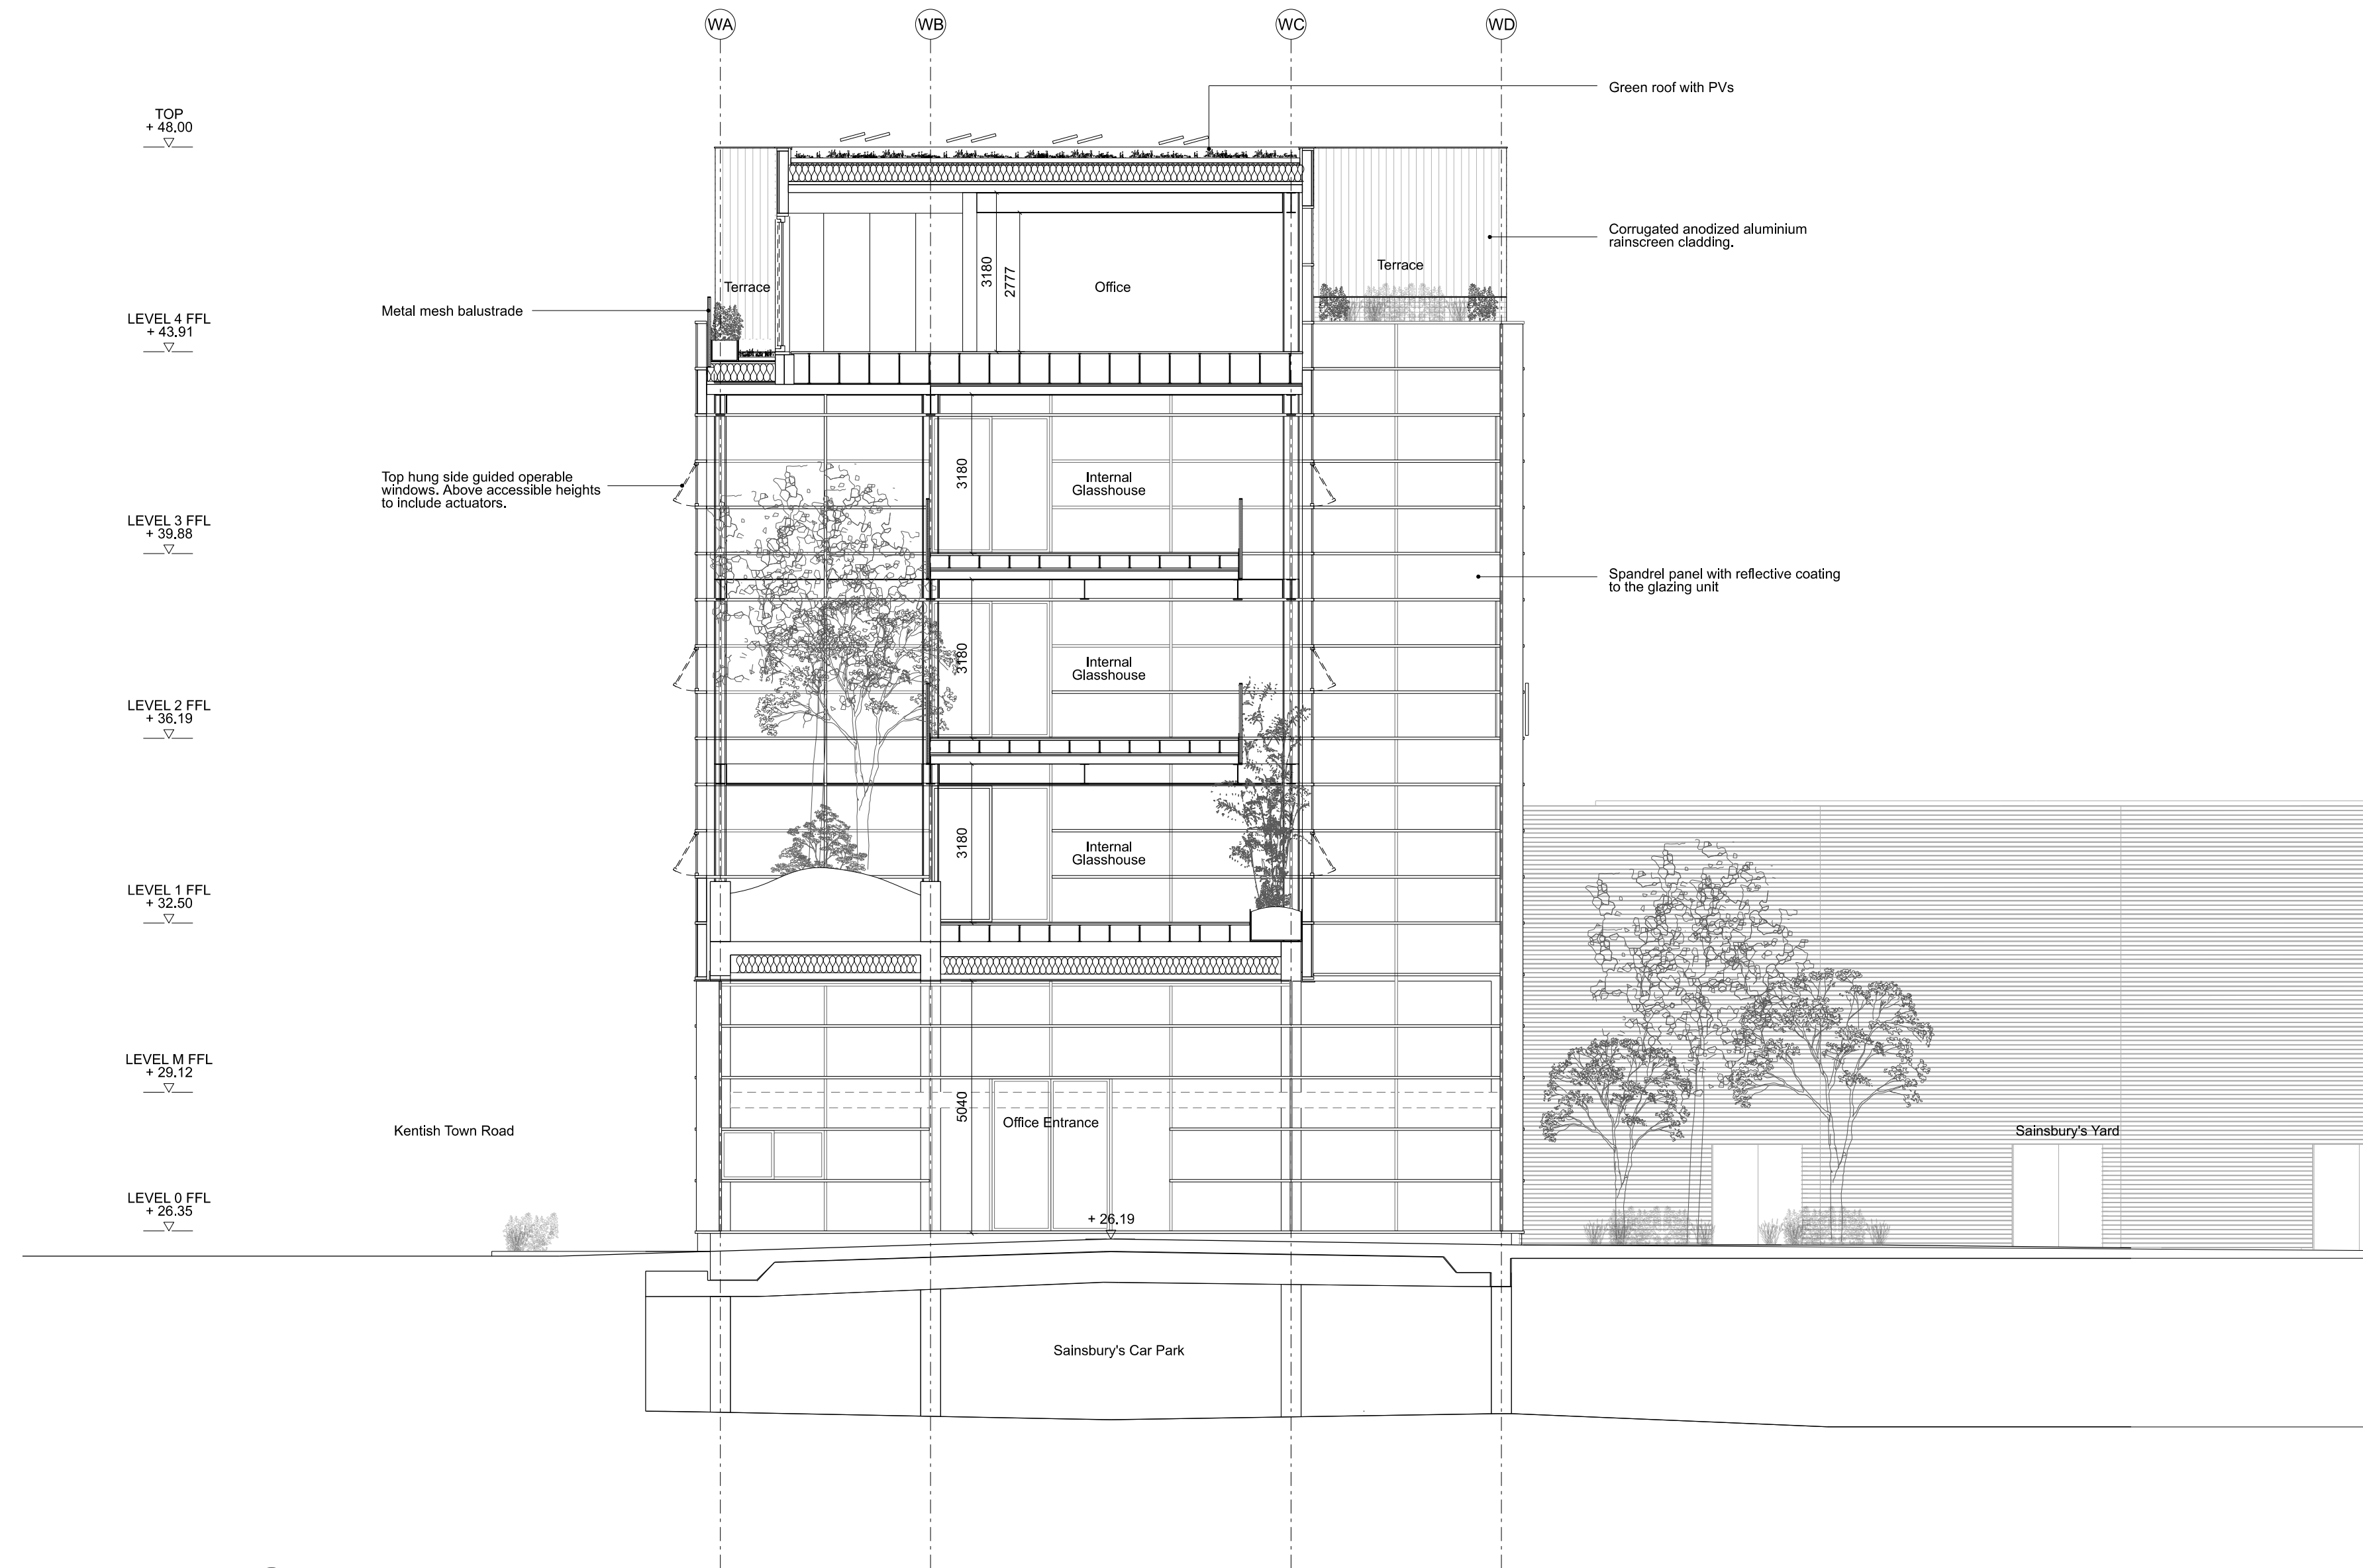 WA
WB
WC
WD
Green roof with PVs
TOP
+ 48.00
Corrugated anodized aluminium
rainscreen cladding.
Terrace
3180
2777
Terrace
Office
Metal mesh balustrade
LEVEL 4 FFL
+ 43.91
Top hung side guided operable
windows. Above accessible heights
to include actuators.
3180
Internal
Glasshouse
LEVEL 3 FFL
+ 39.88
Spandrel panel with reflective coating
to the glazing unit
3180
Internal
Glasshouse
LEVEL 2 FFL
+ 36.19
3180
Internal
Glasshouse
LEVEL 1 FFL
+ 32.50
LEVEL M FFL
+ 29.12
5040
Office Entrance
Kentish Town Road
Sainsbury's Yard
LEVEL 0 FFL
+ 26.35
+ 26.19
Sainsbury's Car Park